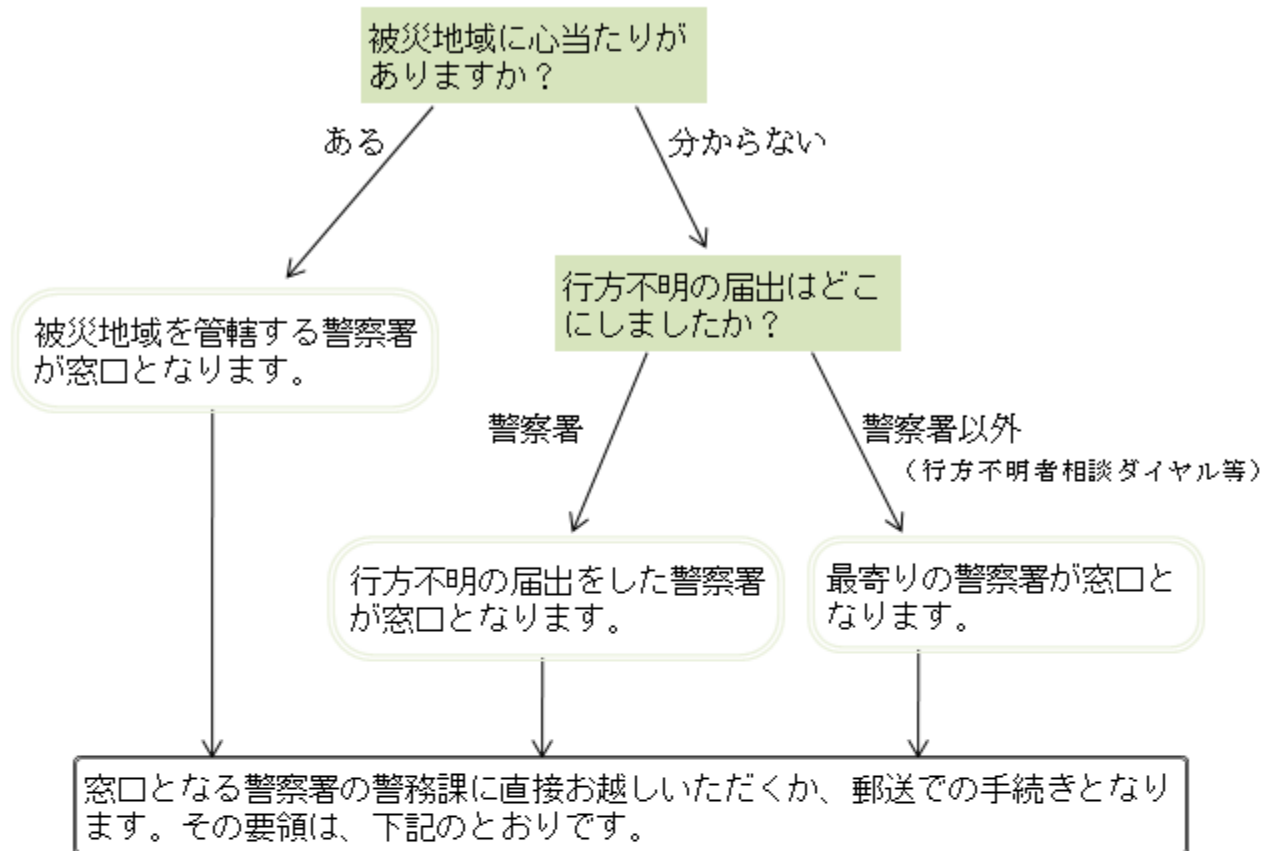 被災地域に心当たりが
ありますか？
ある
分からない
行方不明の届出はどこ
にしましたか？
被災地域を管轄する警察署
が窓口となります。
警察署
警察署以外
（行方不明者相談ダイヤル等）
行方不明の届出をした警察署
が窓口となります。
最寄りの警察署が窓口と
なります。
窓口となる警察署の警務課に直接お越しいただくか、郵送での手続きとなり
ます。その要領は、下記のとおりです。